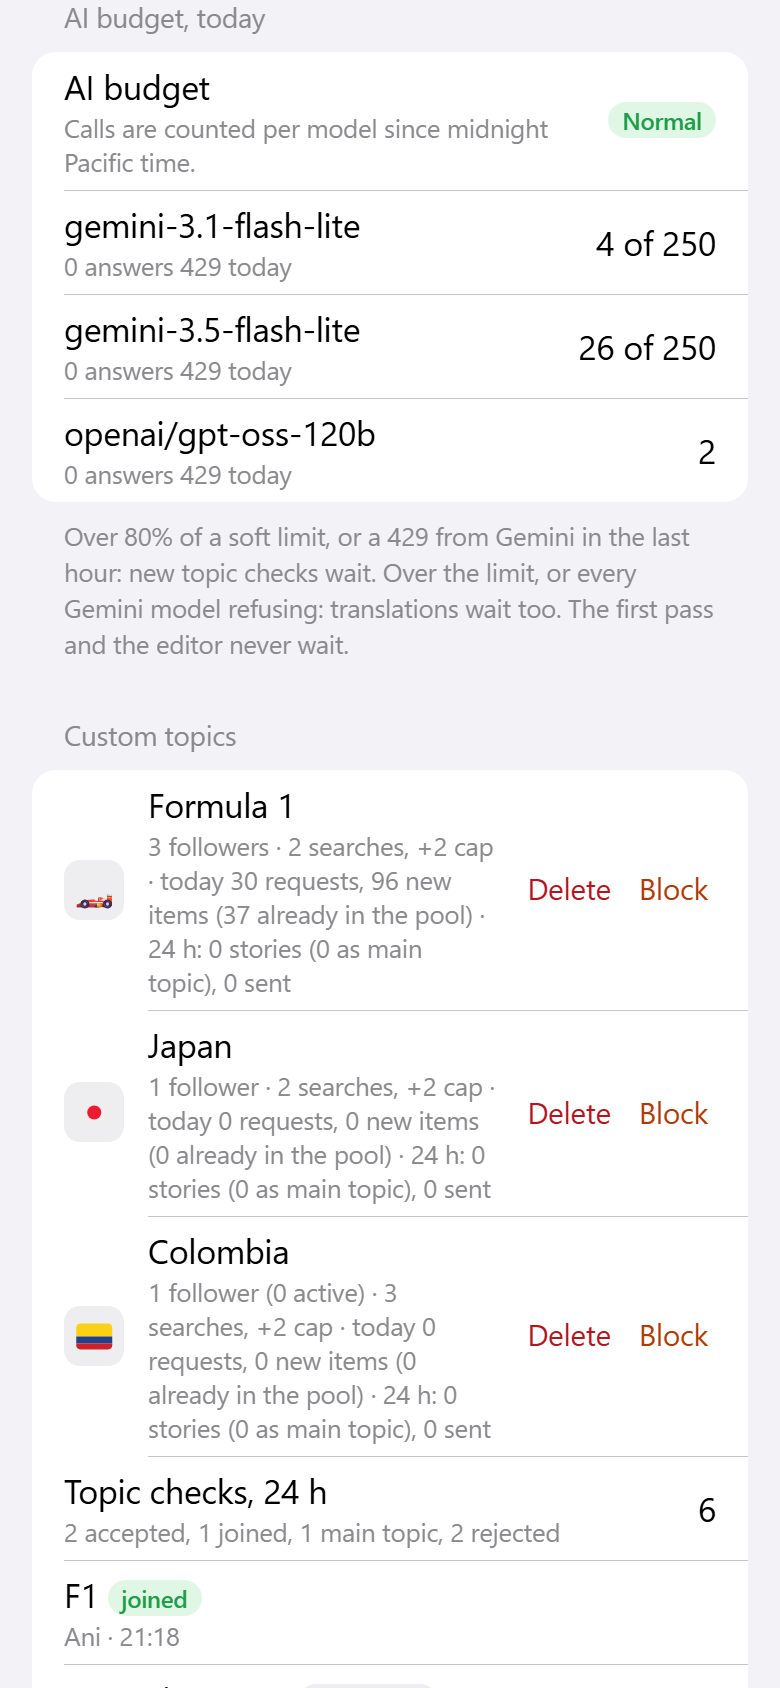 AI budget, today
AI budget
Calls are counted per model since midnight
Pacific time.
Normal
gemini-3.1-flash-lite
0 answers 429 today
4 of 250
gemini-3.5-flash-lite
0 answers 429 today
26 of 250
openai/gpt-oss-120b
0 answers 429 today
2
Over 80% of a soft limit, or a 429 from Gemini in the last
hour: new topic checks wait. Over the limit, or every
Gemini model refusing: translations wait too. The first pass
and the editor never wait.
Custom topics
Formula 1
3 followers · 2 searches, +2 cap
· today 30 requests, 96 new
items (37 already in the pool) ·
24 h: 0 stories (0 as main
topic), 0 sent
Delete Block
Japan
1 follower · 2 searches, +2 cap ·
today 0 requests, 0 new items
(0 already in the pool) · 24 h: 0
stories (0 as main topic), 0 sent
Delete Block
Colombia
1 follower (0 active) · 3
searches, +2 cap · today 0
requests, 0 new items (0
already in the pool) · 24 h: 0
stories (0 as main topic), 0 sent
Delete Block
Topic checks, 24 h
2 accepted, 1 joined, 1 main topic, 2 rejected
6
F1 joined
Ani · 21:18